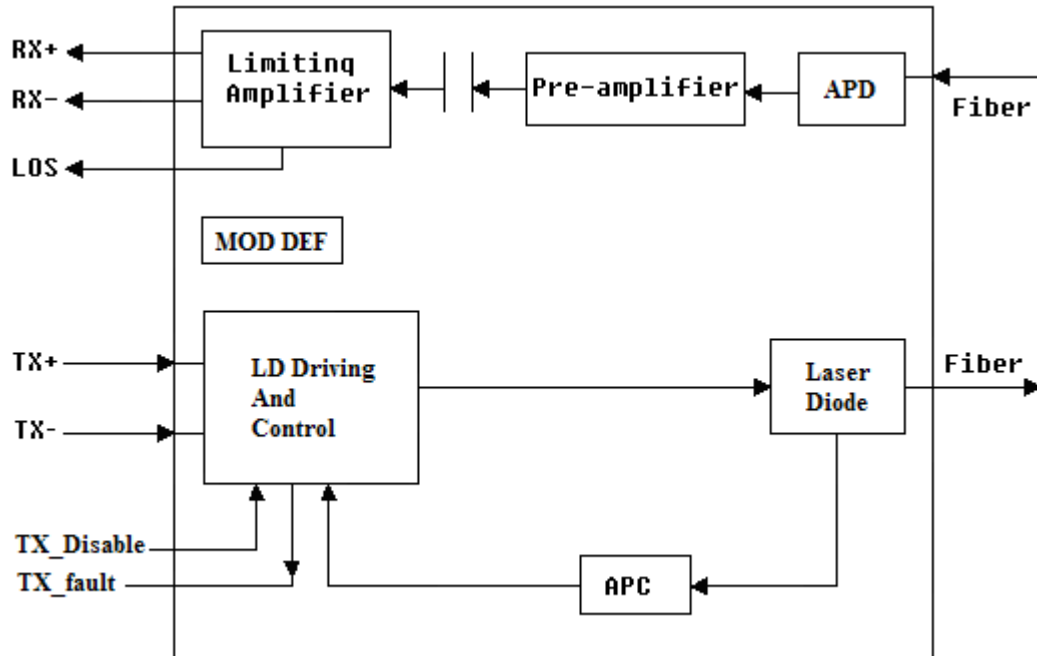 RX+
RX-
LOS
Limitinq
Amplifier
Pre-amplifier
APD
Fiber
MOD DEF
TX+
TX-
LD Driving
And
Control
Laser
Diode
Fiber
TX_Disable
TX_fault
APC